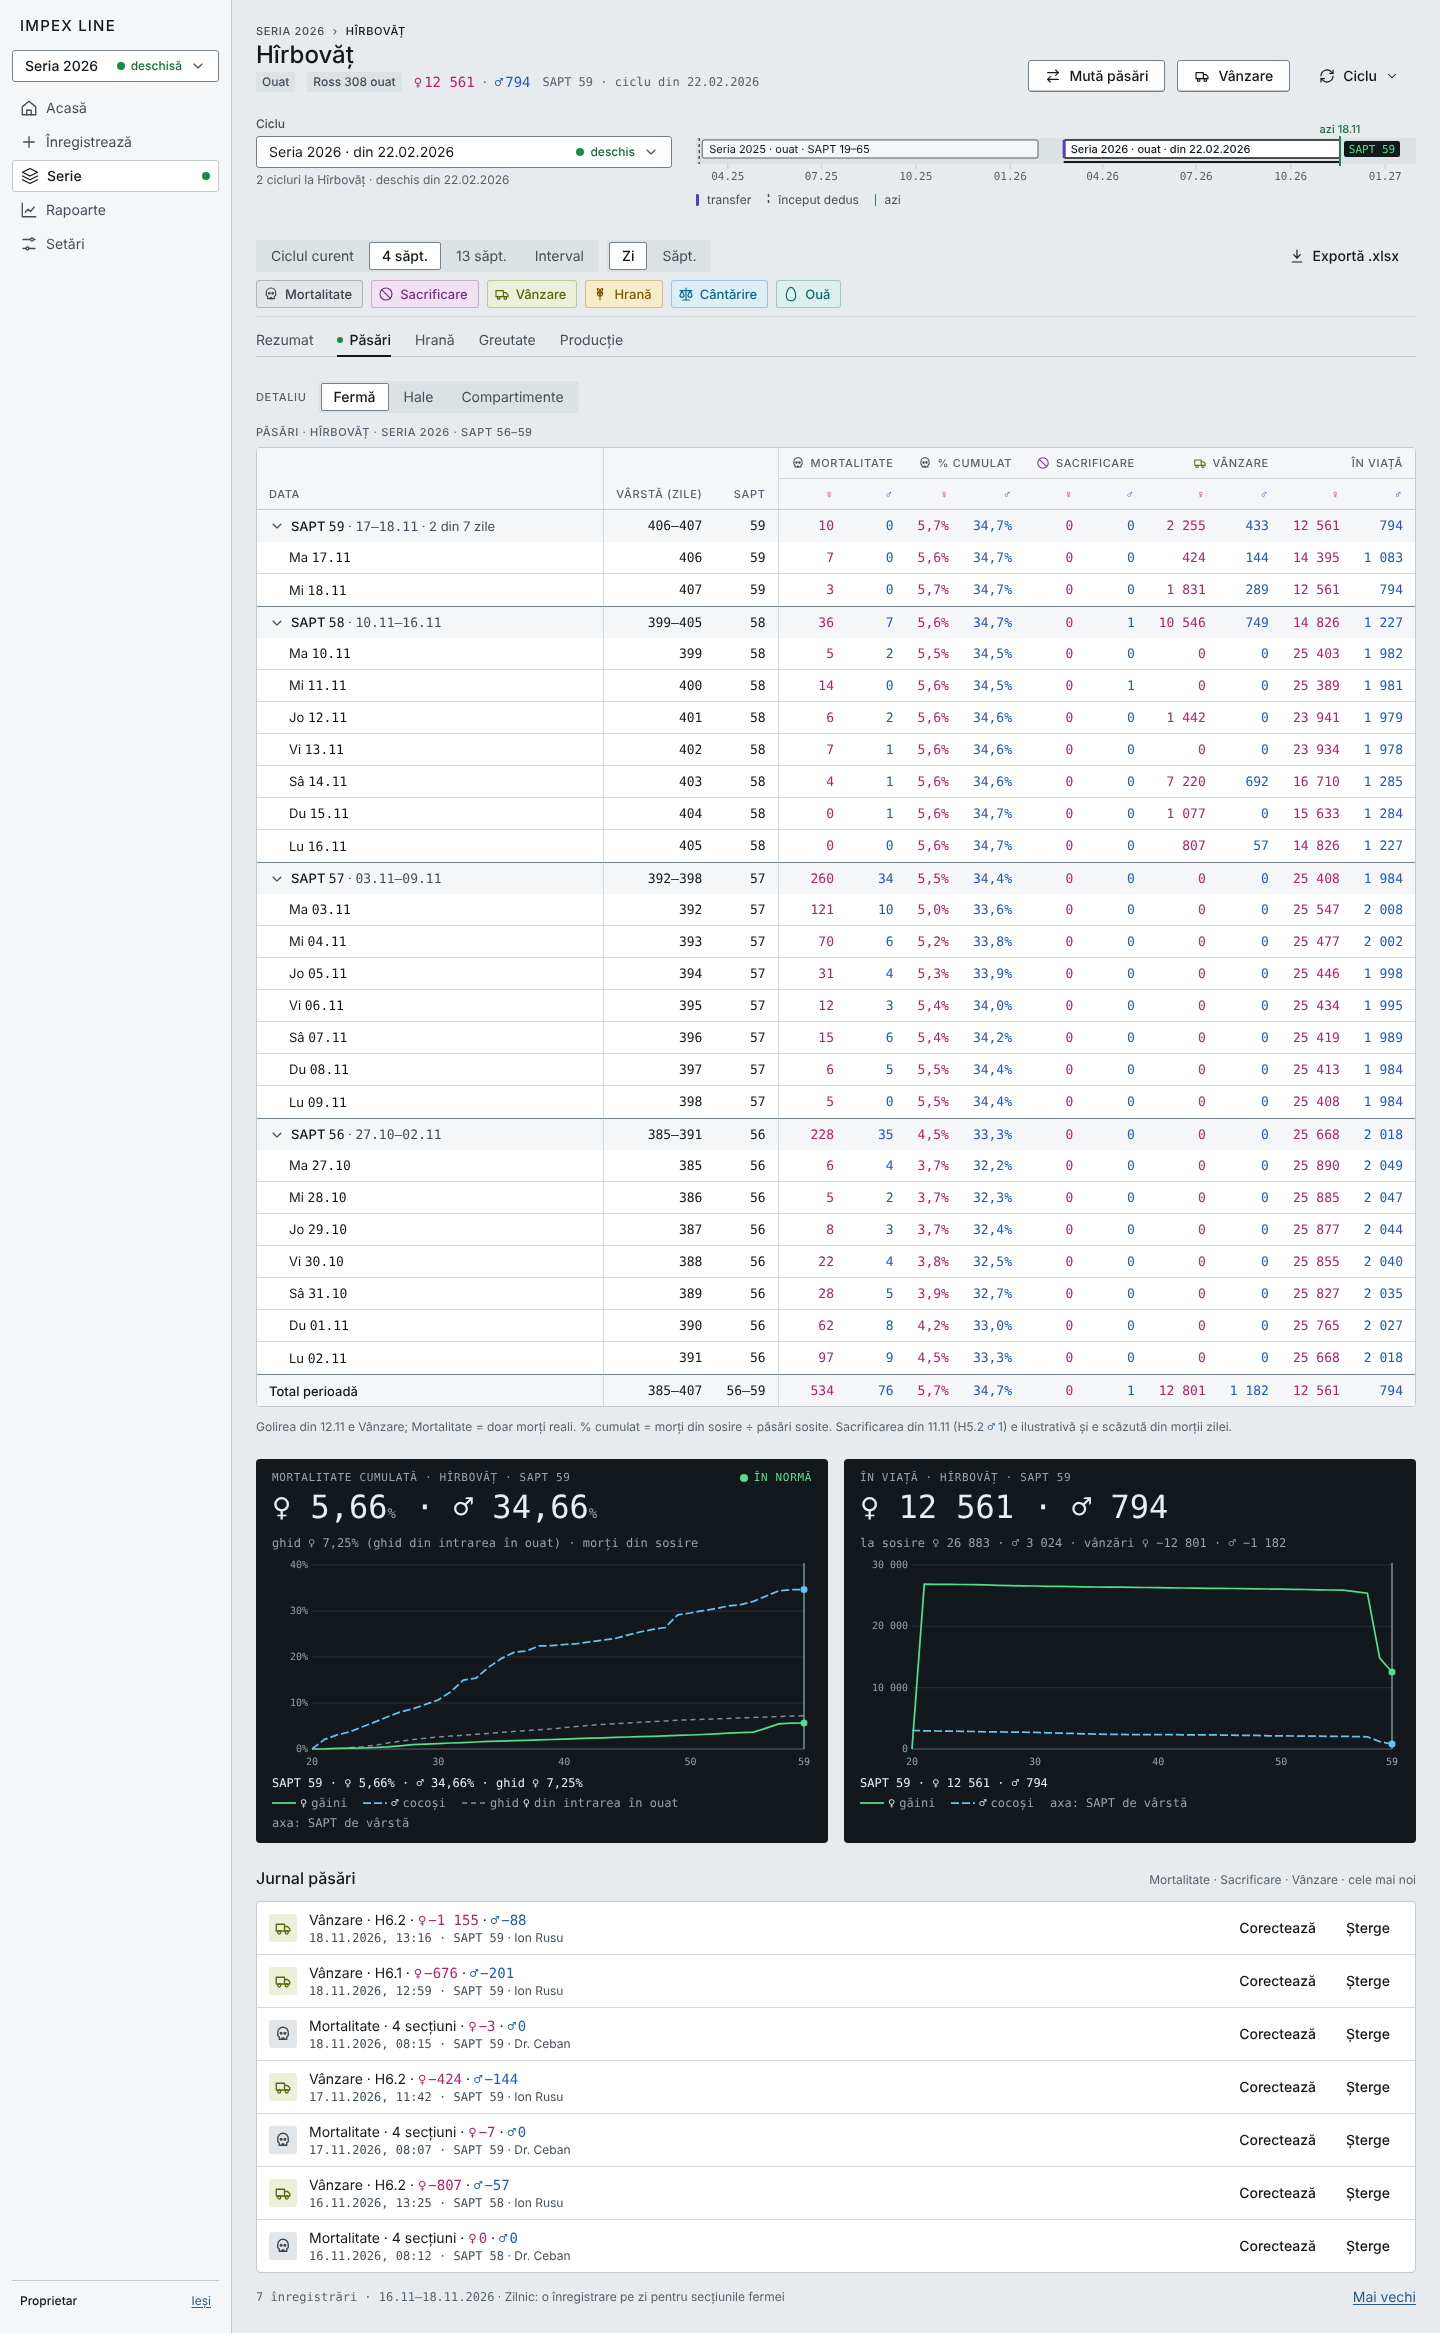 IMPEX LINE
Seria 2026 deschisă
Acasă
Înregistrează
Serie
Rapoarte
Setări
SERIA 2026 › HÎRBOVĂȚ
Hîrbovăț
Ouat Ross 308 ouat ♀12 561 · ♂794 SAPT 59 · ciclu din 22.02.2026
Mută păsări Vânzare Ciclu
Ciclu
Seria 2026 · din 22.02.2026 deschis
2 cicluri la Hîrbovăț · deschis din 22.02.2026
azi 18.11
Seria 2025 · ouat · SAPT 19–65 Seria 2026 · ouat · din 22.02.2026 SAPT 59
04.25 07.25 10.25 01.26 04.26 07.26 10.26 01.27
transfer început dedus azi
Ciclul curent 4 săpt. 13 săpt. Interval Zi Săpt. Exportă .xlsx
Mortalitate Sacrificare Vânzare Hrană Cântărire Ouă
Rezumat Păsări Hrană Greutate Producție
DETALIU Fermă Hale Compartimente
PĂSĂRI · HÎRBOVĂȚ · SERIA 2026 · SAPT 56–59
MORTALITATE % CUMULAT SACRIFICARE VÂNZARE ÎN VIAȚĂ
DATA VÂRSTĂ (ZILE) SAPT ♀ ♂ ♀ ♂ ♀ ♂ ♀ ♂ ♀ ♂
SAPT 59 · 17–18.11 · 2 din 7 zile 406–407 59 10 0 5,7% 34,7% 0 0 2 255 433 12 561 794
Ma 17.11 406 59 7 0 5,6% 34,7% 0 0 424 144 14 395 1 083
Mi 18.11 407 59 3 0 5,7% 34,7% 0 0 1 831 289 12 561 794
SAPT 58 · 10.11–16.11 399–405 58 36 7 5,6% 34,7% 0 1 10 546 749 14 826 1 227
Ma 10.11 399 58 5 2 5,5% 34,5% 0 0 0 0 25 403 1 982
Mi 11.11 400 58 14 0 5,6% 34,5% 0 1 0 0 25 389 1 981
Jo 12.11 401 58 6 2 5,6% 34,6% 0 0 1 442 0 23 941 1 979
Vi 13.11 402 58 7 1 5,6% 34,6% 0 0 0 0 23 934 1 978
Sâ 14.11 403 58 4 1 5,6% 34,6% 0 0 7 220 692 16 710 1 285
Du 15.11 404 58 0 1 5,6% 34,7% 0 0 1 077 0 15 633 1 284
Lu 16.11 405 58 0 0 5,6% 34,7% 0 0 807 57 14 826 1 227
SAPT 57 · 03.11–09.11 392–398 57 260 34 5,5% 34,4% 0 0 0 0 25 408 1 984
Ma 03.11 392 57 121 10 5,0% 33,6% 0 0 0 0 25 547 2 008
Mi 04.11 393 57 70 6 5,2% 33,8% 0 0 0 0 25 477 2 002
Jo 05.11 394 57 31 4 5,3% 33,9% 0 0 0 0 25 446 1 998
Vi 06.11 395 57 12 3 5,4% 34,0% 0 0 0 0 25 434 1 995
Sâ 07.11 396 57 15 6 5,4% 34,2% 0 0 0 0 25 419 1 989
Du 08.11 397 57 6 5 5,5% 34,4% 0 0 0 0 25 413 1 984
Lu 09.11 398 57 5 0 5,5% 34,4% 0 0 0 0 25 408 1 984
SAPT 56 · 27.10–02.11 385–391 56 228 35 4,5% 33,3% 0 0 0 0 25 668 2 018
Ma 27.10 385 56 6 4 3,7% 32,2% 0 0 0 0 25 890 2 049
Mi 28.10 386 56 5 2 3,7% 32,3% 0 0 0 0 25 885 2 047
Jo 29.10 387 56 8 3 3,7% 32,4% 0 0 0 0 25 877 2 044
Vi 30.10 388 56 22 4 3,8% 32,5% 0 0 0 0 25 855 2 040
Sâ 31.10 389 56 28 5 3,9% 32,7% 0 0 0 0 25 827 2 035
Du 01.11 390 56 62 8 4,2% 33,0% 0 0 0 0 25 765 2 027
Lu 02.11 391 56 97 9 4,5% 33,3% 0 0 0 0 25 668 2 018
Total perioadă 385–407 56–59 534 76 5,7% 34,7% 0 1 12 801 1 182 12 561 794
Golirea din 12.11 e Vânzare; Mortalitate = doar morți reali. % cumulat = morți din sosire ÷ păsări sosite. Sacrificarea din 11.11 (H5.2 ♂ 1) e ilustrativă și e scăzută din morții zilei.
MORTALITATE CUMULATĂ · HÎRBOVĂȚ · SAPT 59 ÎN NORMĂ
♀ 5,66% · ♂ 34,66%
ghid ♀ 7,25% (ghid din intrarea în ouat) · morți din sosire
40%
30%
20%
10%
0%
20 30 40 50 59
SAPT 59 · ♀ 5,66% · ♂ 34,66% · ghid ♀ 7,25%
♀ găini ♂ cocoși ghid ♀ din intrarea în ouat
axa: SAPT de vârstă
ÎN VIAȚĂ · HÎRBOVĂȚ · SAPT 59
♀ 12 561 · ♂ 794
la sosire ♀ 26 883 · ♂ 3 024 · vânzări ♀ −12 801 · ♂ −1 182
30 000
20 000
10 000
0
20 30 40 50 59
SAPT 59 · ♀ 12 561 · ♂ 794
♀ găini ♂ cocoși axa: SAPT de vârstă
Jurnal păsări Mortalitate · Sacrificare · Vânzare · cele mai noi
Vânzare · H6.2 · ♀−1 155 · ♂−88
18.11.2026, 13:16 · SAPT 59 · Ion Rusu
Corectează Șterge
Vânzare · H6.1 · ♀−676 · ♂−201
18.11.2026, 12:59 · SAPT 59 · Ion Rusu
Corectează Șterge
Mortalitate · 4 secțiuni · ♀−3 · ♂0
18.11.2026, 08:15 · SAPT 59 · Dr. Ceban
Corectează Șterge
Vânzare · H6.2 · ♀−424 · ♂−144
17.11.2026, 11:42 · SAPT 59 · Ion Rusu
Corectează Șterge
Mortalitate · 4 secțiuni · ♀−7 · ♂0
17.11.2026, 08:07 · SAPT 59 · Dr. Ceban
Corectează Șterge
Vânzare · H6.2 · ♀−807 · ♂−57
16.11.2026, 13:25 · SAPT 58 · Ion Rusu
Corectează Șterge
Mortalitate · 4 secțiuni · ♀0 · ♂0
16.11.2026, 08:12 · SAPT 58 · Dr. Ceban
Corectează Șterge
7 înregistrări · 16.11–18.11.2026 · Zilnic: o înregistrare pe zi pentru secțiunile fermei Mai vechi
Proprietar Ieși